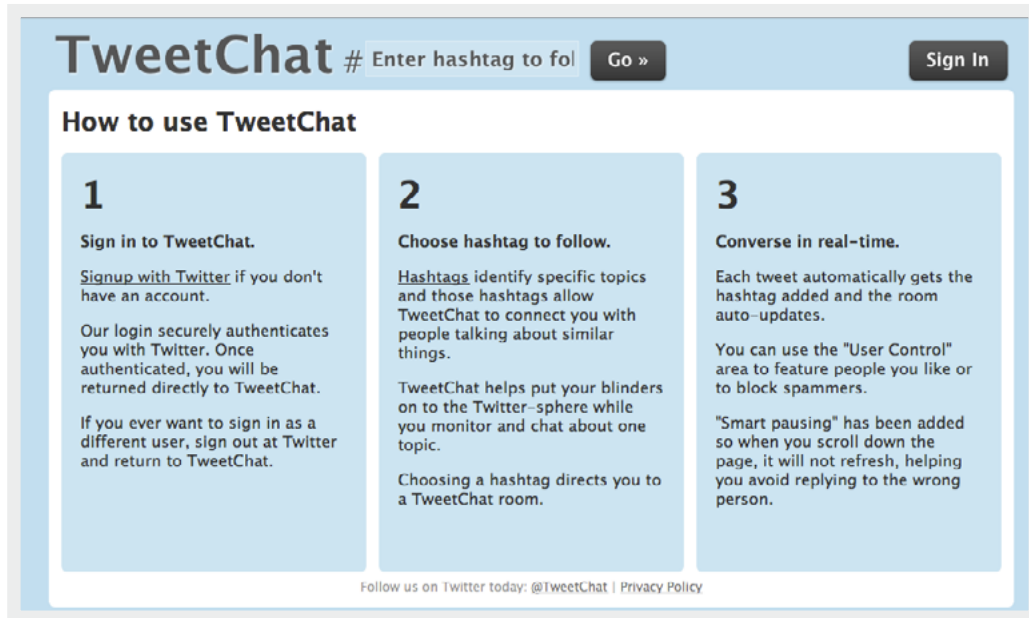 TweetChat # Enter hashtag to fol Go » Sign In
How to use TweetChat
1
Sign in to TweetChat.
Signup with Twitter if you don't
have an account.
Our login securely authenticates
you with Twitter. Once
authenticated, you will be
returned directly to TweetChat.
If you ever want to sign in as a
different user, sign out at Twitter
and return to TweetChat.
2
Choose hashtag to follow.
Hashtags identify specific topics
and those hashtags allow
TweetChat to connect you with
people talking about similar
things.
TweetChat helps put your blinders
on to the Twitter-sphere while
you monitor and chat about one
topic.
Choosing a hashtag directs you to
a TweetChat room.
3
Converse in real-time.
Each tweet automatically gets the
hashtag added and the room
auto-updates.
You can use the "User Control"
area to feature people you like or
to block spammers.
"Smart pausing" has been added
so when you scroll down the
page, it will not refresh, helping
you avoid replying to the wrong
person.
Follow us on Twitter today: @TweetChat | Privacy Policy